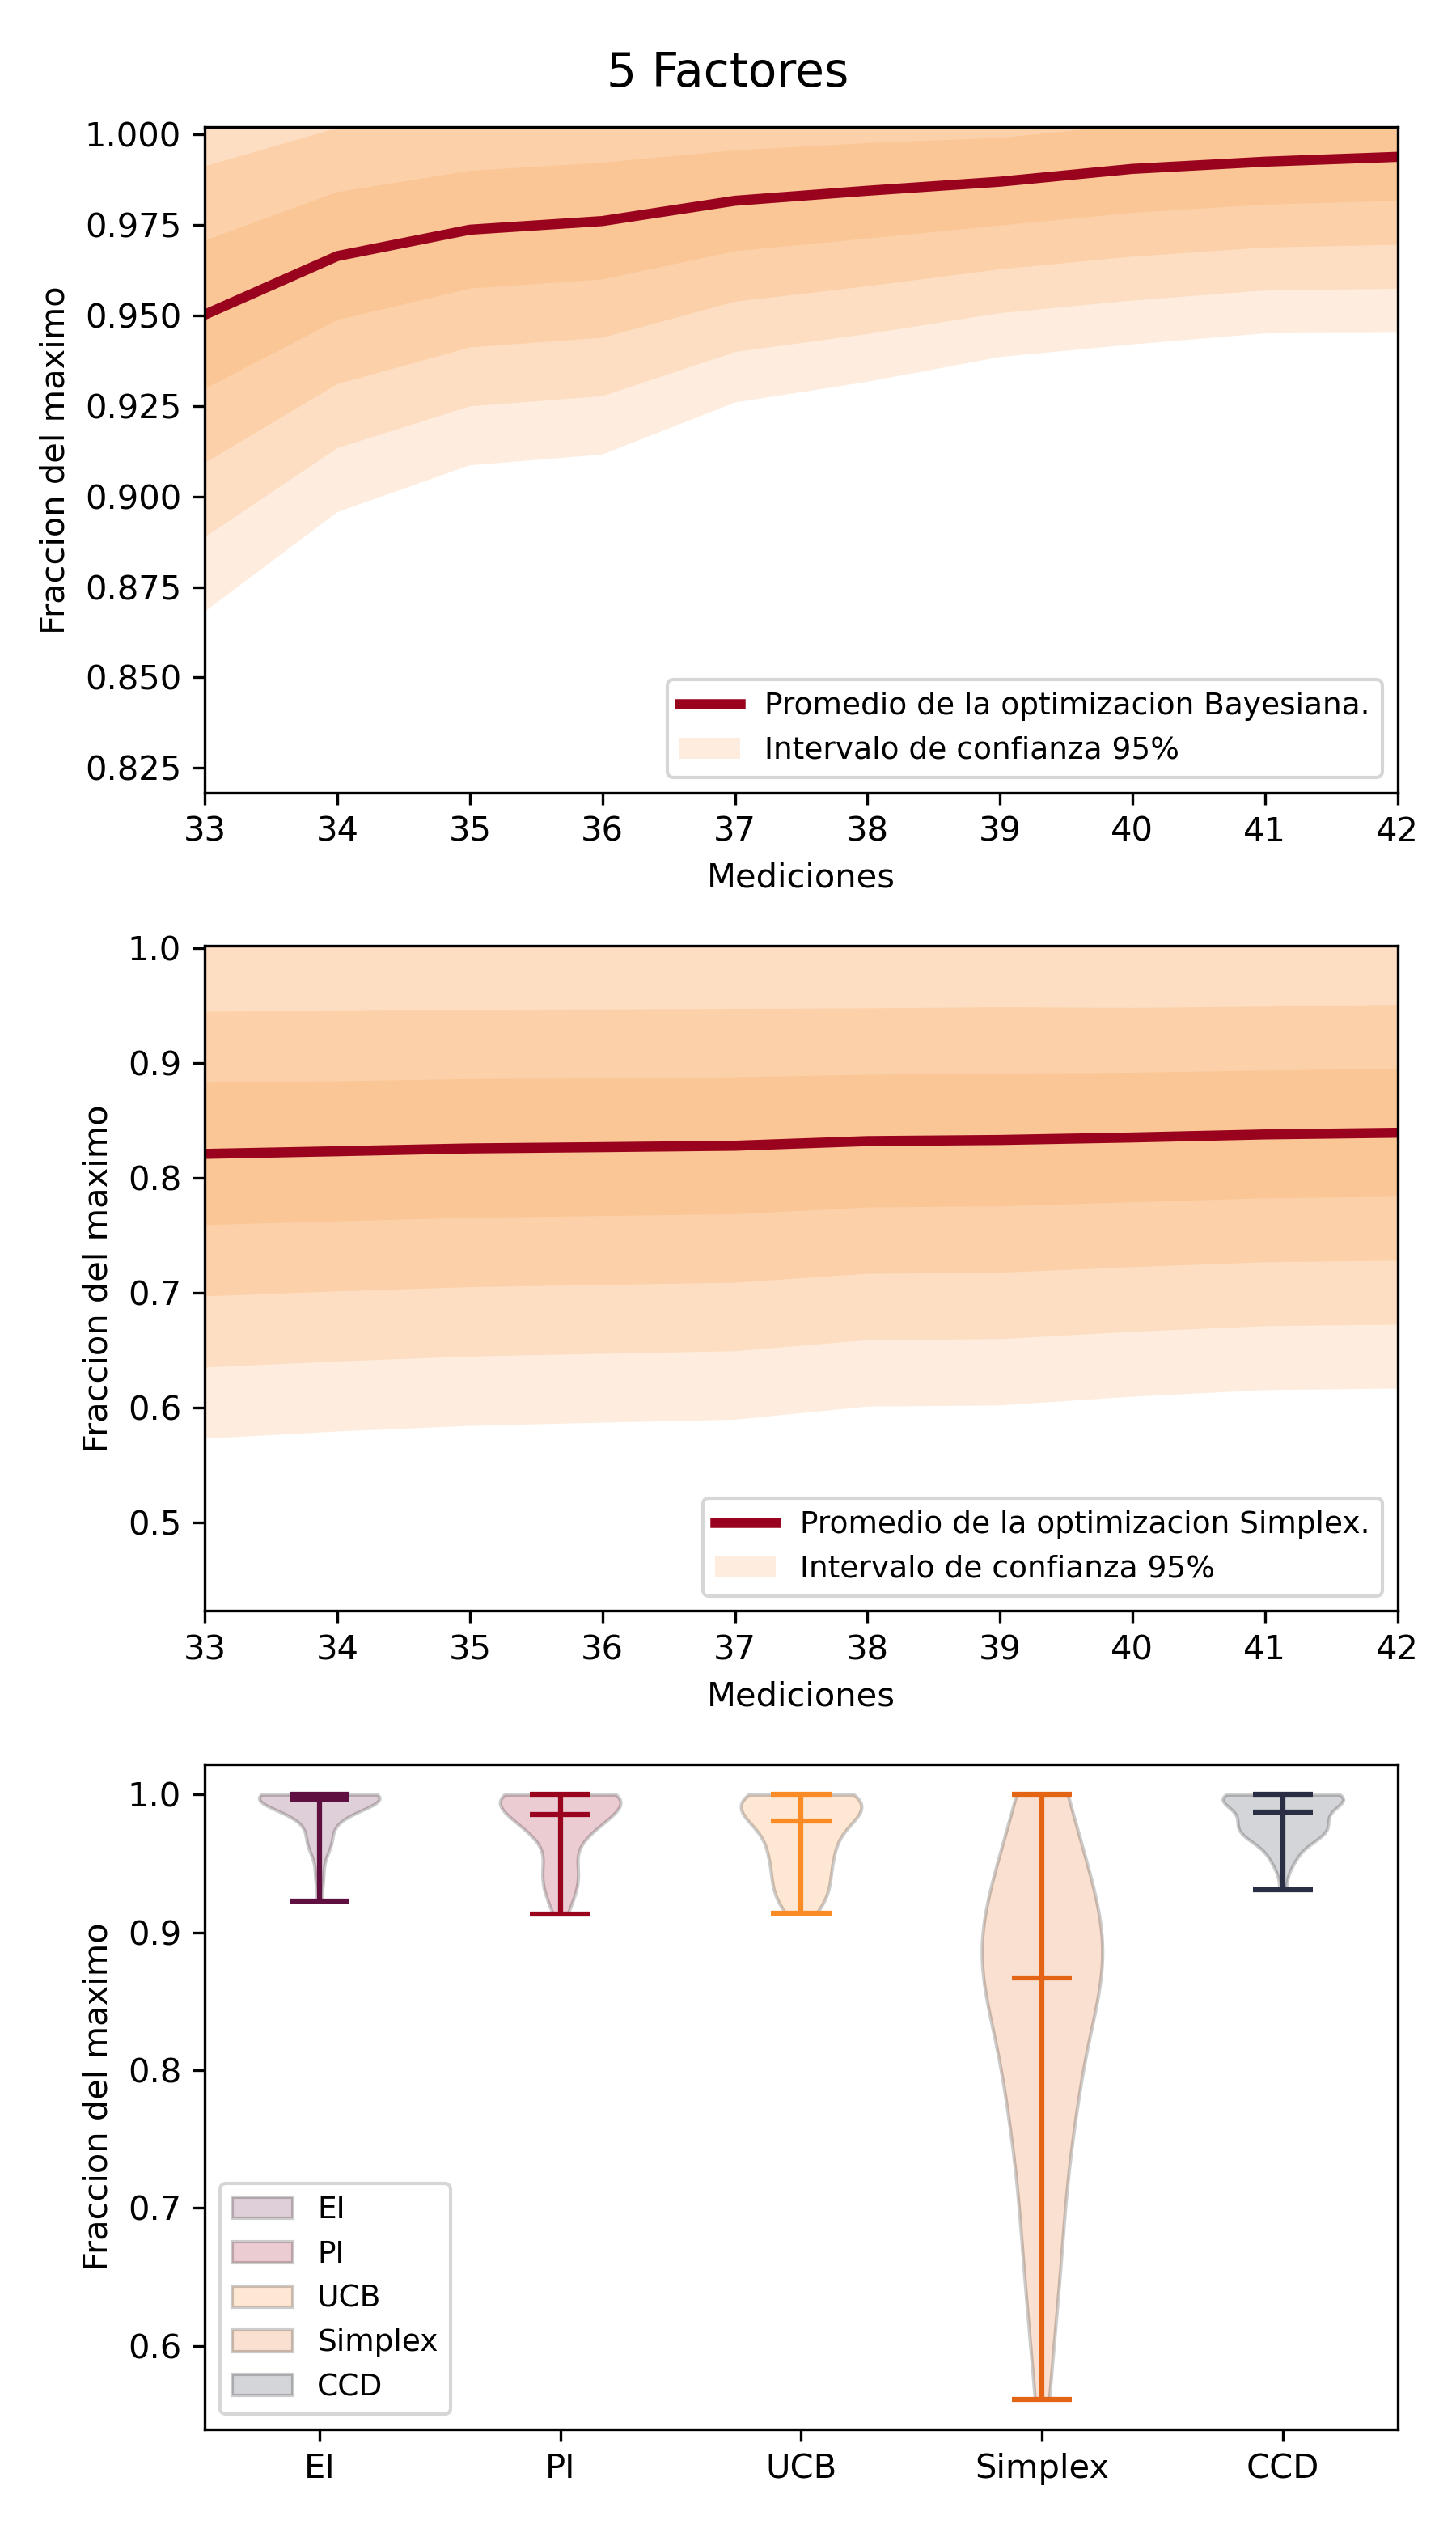 5 Factores
1.000
0.975
0.950
0.925
0.900
0.875
0.850
0.825
Fraccion del maximo
Promedio de la optimizacion Bayesiana.
Intervalo de confianza 95%
33 34 35 36 37 38 39 40 41 42
Mediciones
1.0
0.9
0.8
0.7
0.6
0.5
Fraccion del maximo
Promedio de la optimizacion Simplex.
Intervalo de confianza 95%
33 34 35 36 37 38 39 40 41 42
Mediciones
1.0
0.9
0.8
0.7
0.6
Fraccion del maximo
EI
PI
UCB
Simplex
CCD
EI PI UCB Simplex CCD